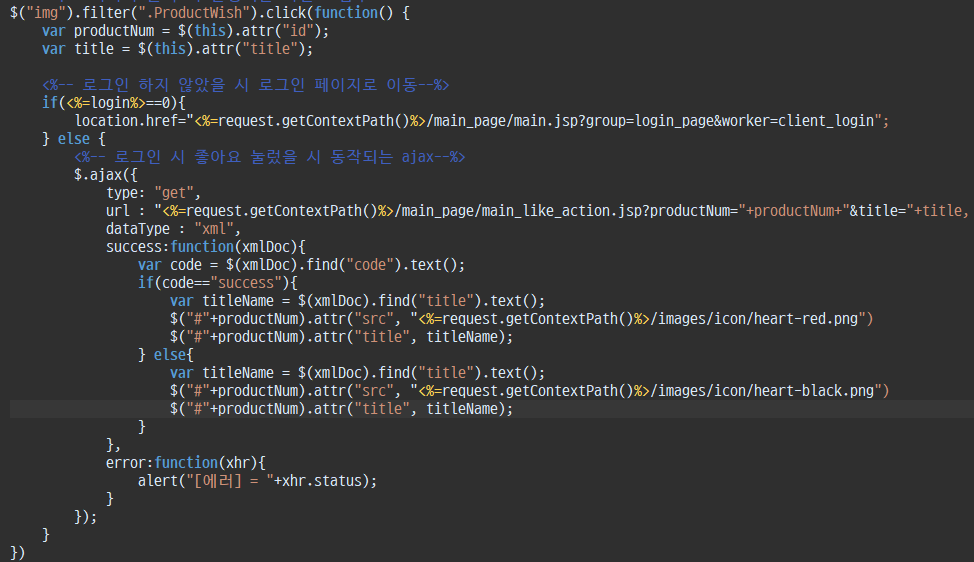 $("img").filter(".ProductWish").click(function() {
    var productNum = $(this).attr("id");
    var title = $(this).attr("title");

    <%-- 로그인 하지 않았을 시 로그인 페이지로 이동--%>
    if(<%=login%>==0){
        location.href="<%=request.getContextPath()%>/main_page/main.jsp?group=login_page&worker=client_login";
    } else {
        <%-- 로그인 시 좋아요 눌렀을 시 동작되는 ajax--%>
        $.ajax({
            type: "get",
            url : "<%=request.getContextPath()%>/main_page/main_like_action.jsp?productNum="+productNum+"&title="+title,
            dataType : "xml",
            success:function(xmlDoc){
                var code = $(xmlDoc).find("code").text();
                if(code=="success"){
                    var titleName = $(xmlDoc).find("title").text();
                    $("#"+productNum).attr("src", "<%=request.getContextPath()%>/images/icon/heart-red.png")
                    $("#"+productNum).attr("title", titleName);
                } else{
                    var titleName = $(xmlDoc).find("title").text();
                    $("#"+productNum).attr("src", "<%=request.getContextPath()%>/images/icon/heart-black.png")
                    $("#"+productNum).attr("title", titleName);
                }
            },
            error:function(xhr){
                alert("[에러] = "+xhr.status);
            }
        });
    }
})